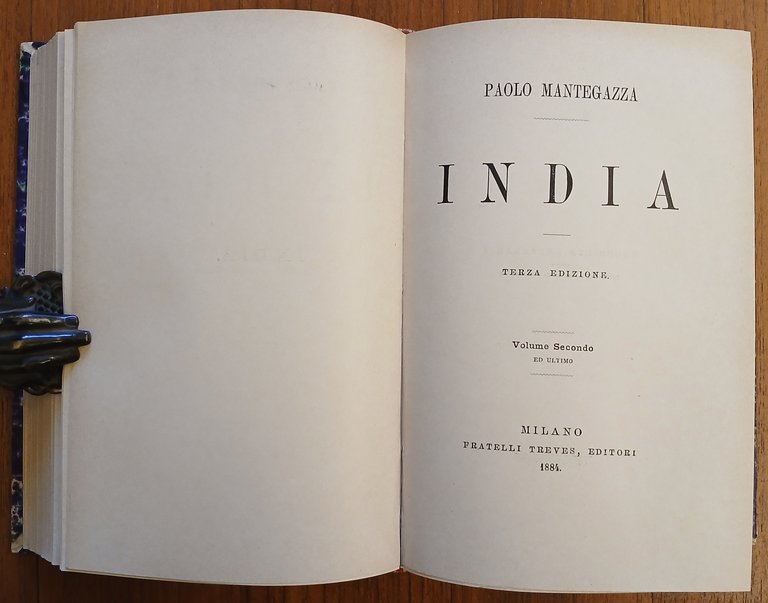 PAOLO MANTEGAZZA
INDIA
TERZA EDIZIONE.
Volume Secondo
ED ULTIMO
MILANO
FRATELLI TREVES, EDITORI
1884.